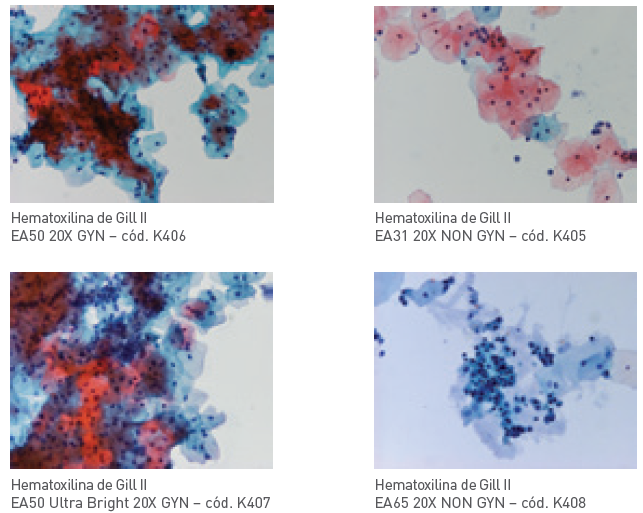 Hematoxilina de Gill II
EA50 20X GYN – cód. K406
Hematoxilina de Gill II
EA31 20X NON GYN – cód. K405
Hematoxilina de Gill II
EA50 Ultra Bright 20X GYN – cód. K407
Hematoxilina de Gill II
EA65 20X NON GYN – cód. K408